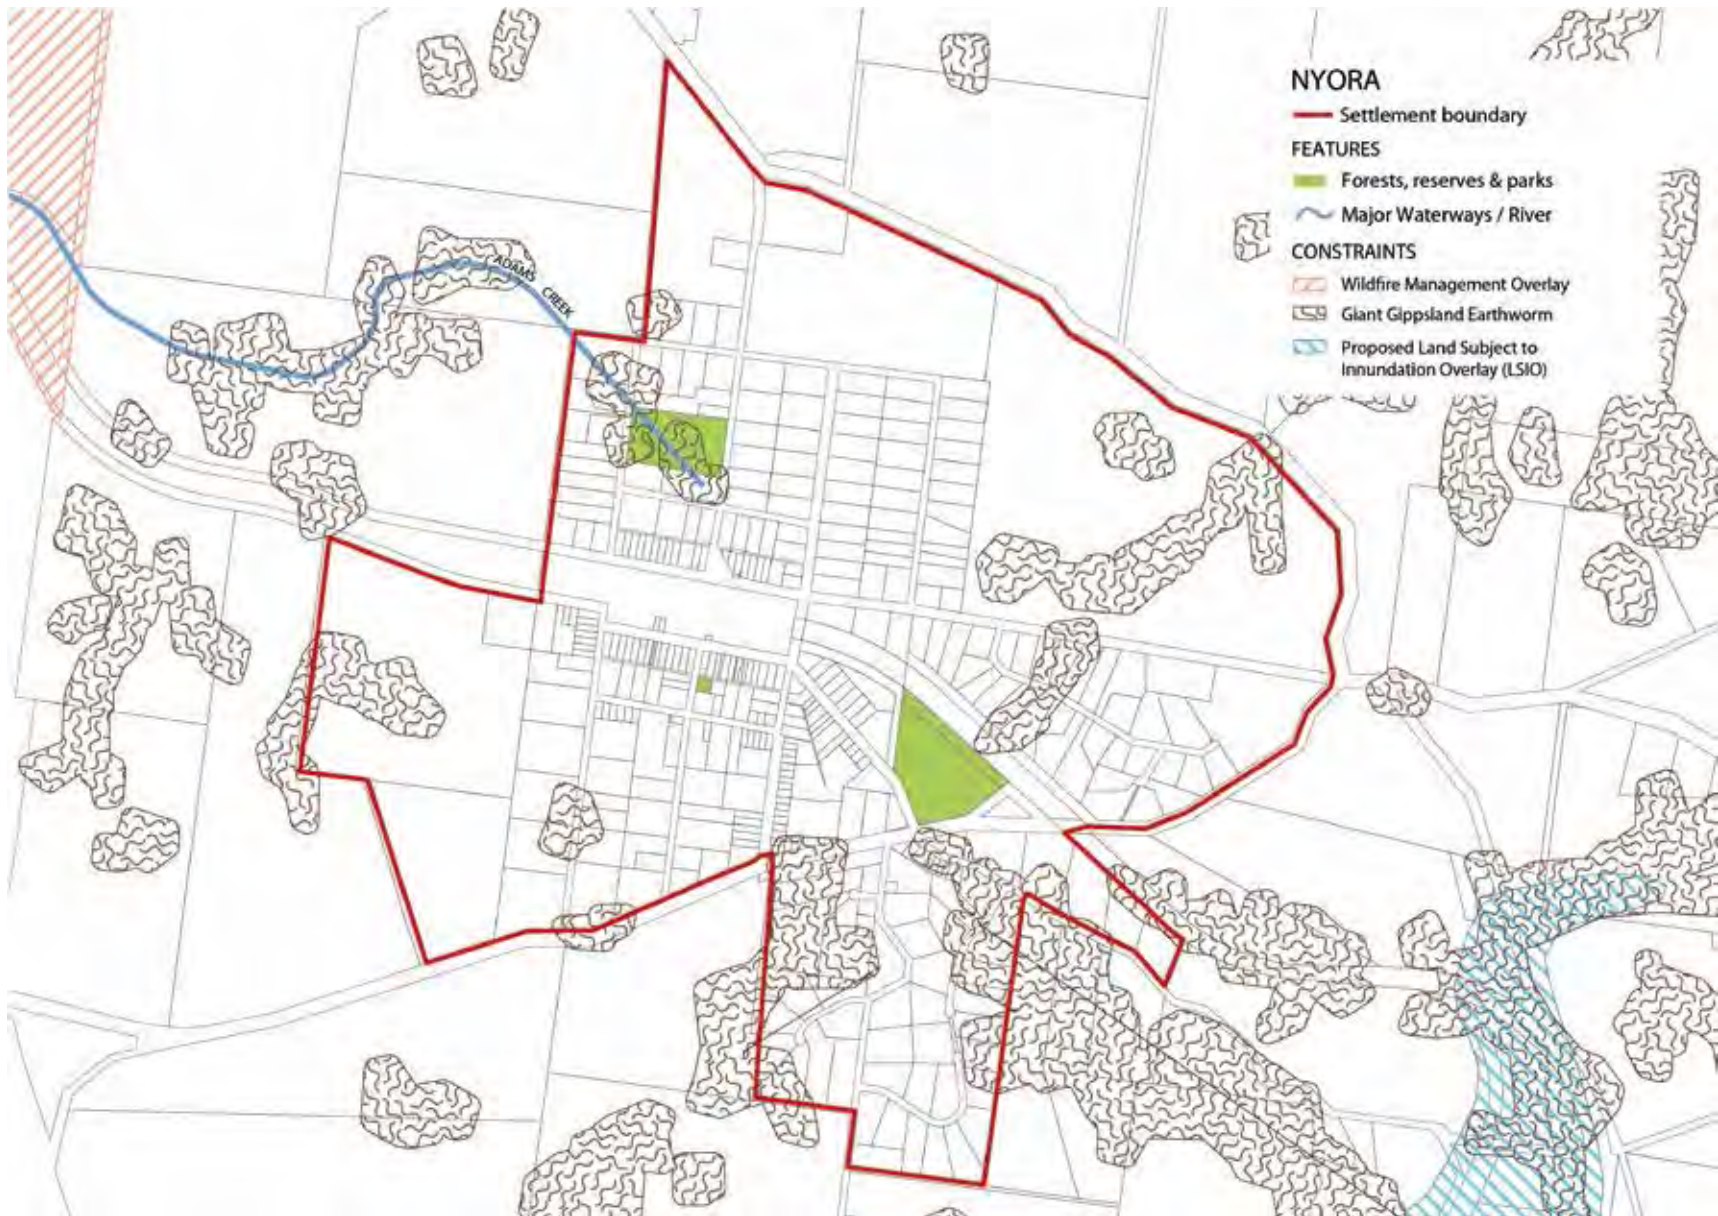 NYORA
Settlement boundary
FEATURES
Forests, reserves & parks
Major Waterways / River
CONSTRAINTS
Wildfire Management Overlay
Giant Gippsland Earthworm
Proposed Land Subject to
Innundation Overlay (LSIO)
ADAMS
CREEK